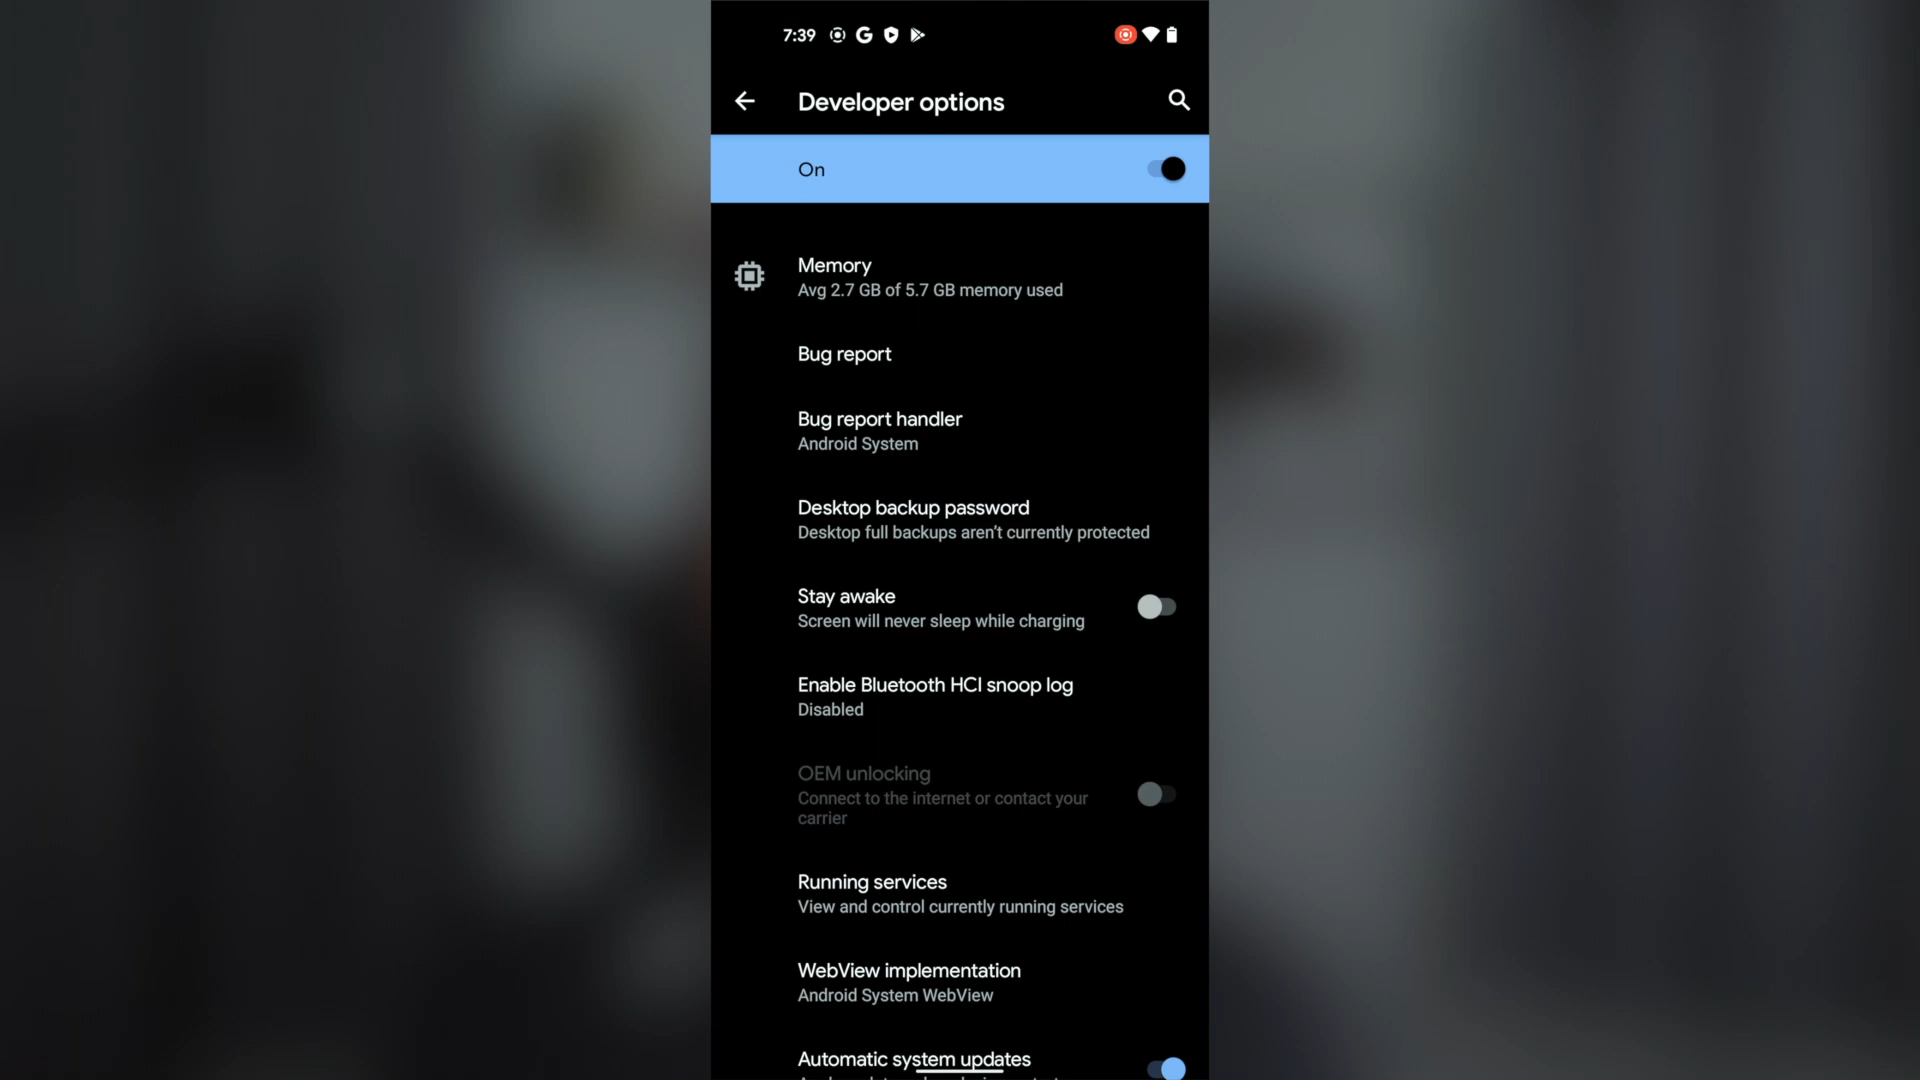 7:39
Developer options
On
Memory
Avg 2.7 GB of 5.7 GB memory used
Bug report
Bug report handler
Android System
Desktop backup password
Desktop full backups aren't currently protected
Stay awake
Screen will never sleep while charging
Enable Bluetooth HCI snoop log
Disabled
OEM unlocking
Connect to the internet or contact your
carrier
Running services
View and control currently running services
WebView implementation
Android System WebView
Automatic system updates